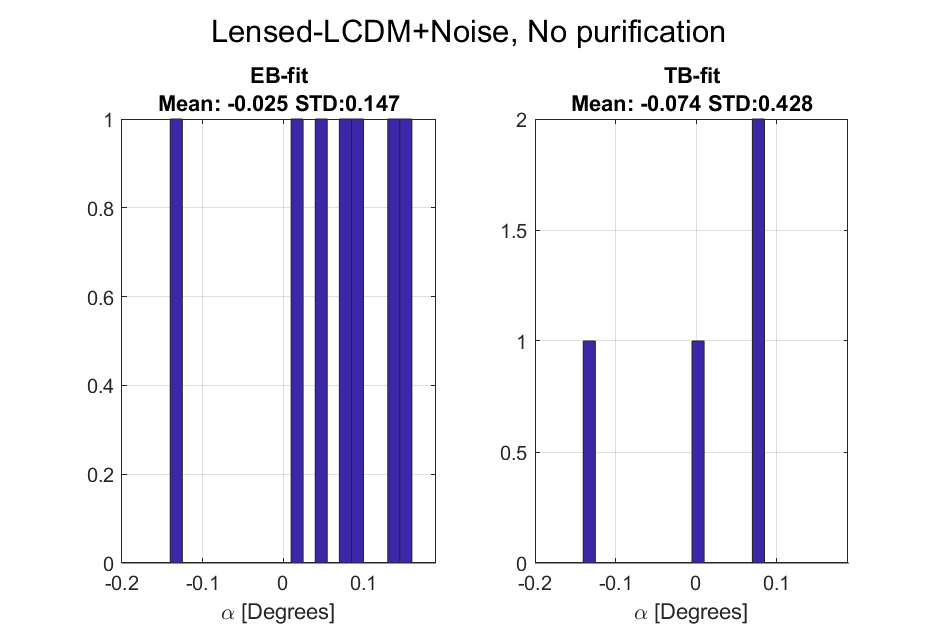 Lensed-LCDM+Noise, No purification
EB-fit
Mean: -0.025 STD:0.147
1
0.8
0.6
0.4
0.2
0
-0.2
-0.1
0
0.1
α [Degrees]
TB-fit
Mean: -0.074 STD:0.428
2
1.5
1
0.5
0
-0.2
-0.1
0
0.1
α [Degrees]